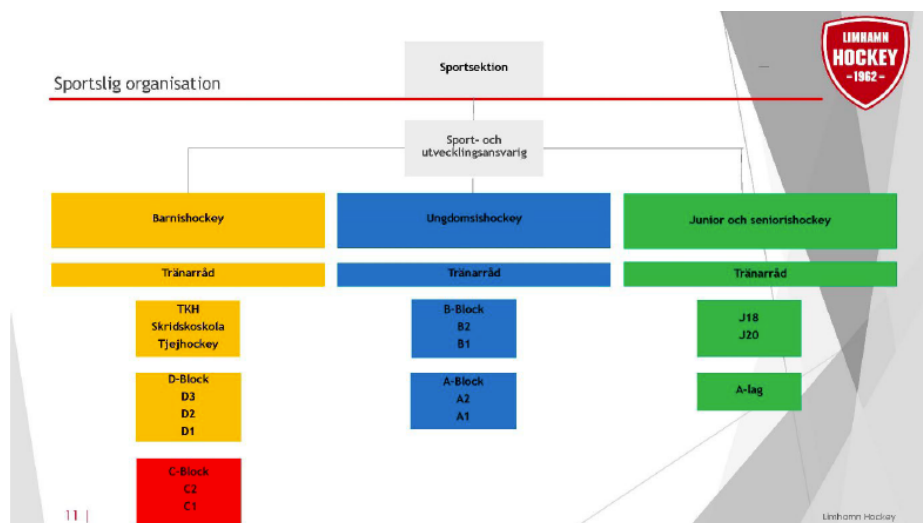 LIMHAMN
HOCKEY
-1962-
Sportslig organisation
Sportsektion
Sport- och
utvecklingsansvarig
Barnishockey
Tränarråd
TKH
Skridskoskola
Tjejhockey
D-Block
D3
D2
D1
C-Block
C2
C1
Ungdomsishockey
Tränarråd
B-Block
B2
B1
A-Block
A2
A1
Junior och seniorishockey
Tränarråd
J18
J20
A-lag
11 |
Limhamn Hockey